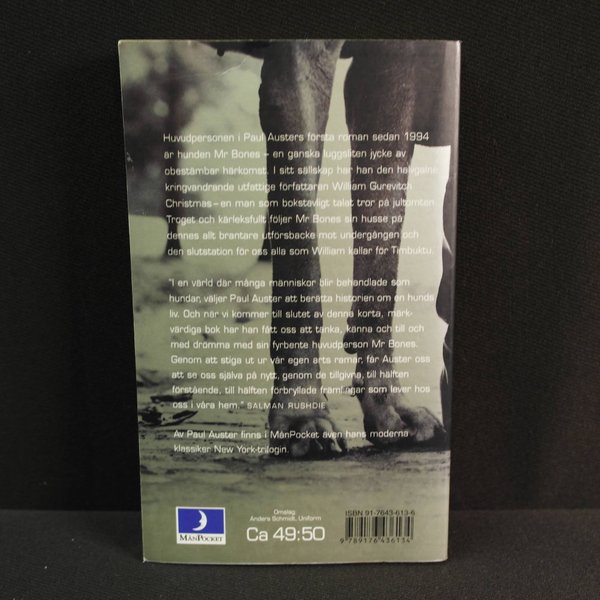 Huvudpersonen i Paul Austers första roman sedan 1994
är hunden Mr Bones – en ganska luggsliten jycke av
obestämbar härkomst. I sitt sällskap har han den halvgalne
kringvandrande utfattige författaren William Gurevitch
Christmas – en man som bokstavligt talat tror på jultomten.
Troget och kärleksfullt följer Mr Bones sin husse på
dennes allt brantare utförsbacke mot undergången och
den slutstation för oss alla som William kallar för Timbuktu.
"I en värld där många människor blir behandlade som
hundar, väljer Paul Auster att berätta historien om en hunds
liv. Och när vi kommer till slutet av denna korta, märk-
värdiga bok har han fått oss att tänka, känna och till och
med drömma med sin fyrbente huvudperson Mr Bones.
Genom att stiga ut ur vår egen arts ramar, får Auster oss
att se oss själva på nytt, genom de tillgivna, till hälften
förstående, till hälften förbryllade främlingar som lever hos
oss i våra hem." SALMAN RUSHDIE
Av Paul Auster finns i MånPocket även hans moderna
klassiker New York-trilogin.
MÅNPOCKET
Omslag
Anders Schmidt, Uniform
Ca 49:50
ISBN 91-7643-613-6
9 789176 436134